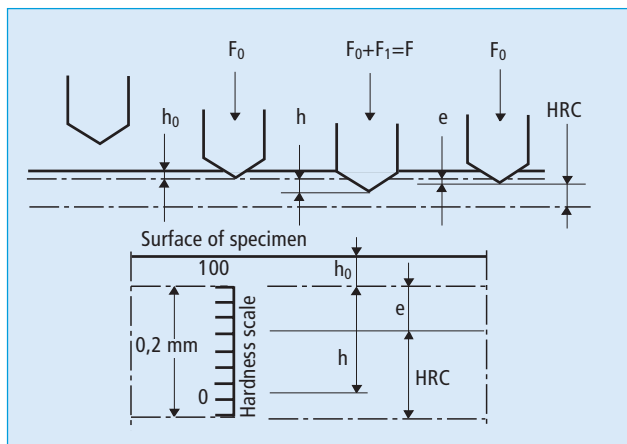 F0
F0+F1=F
F0
h0
h
e
HRC
Surface of specimen
100
h0
e
0,2 mm
Hardness scale
h
HRC
0